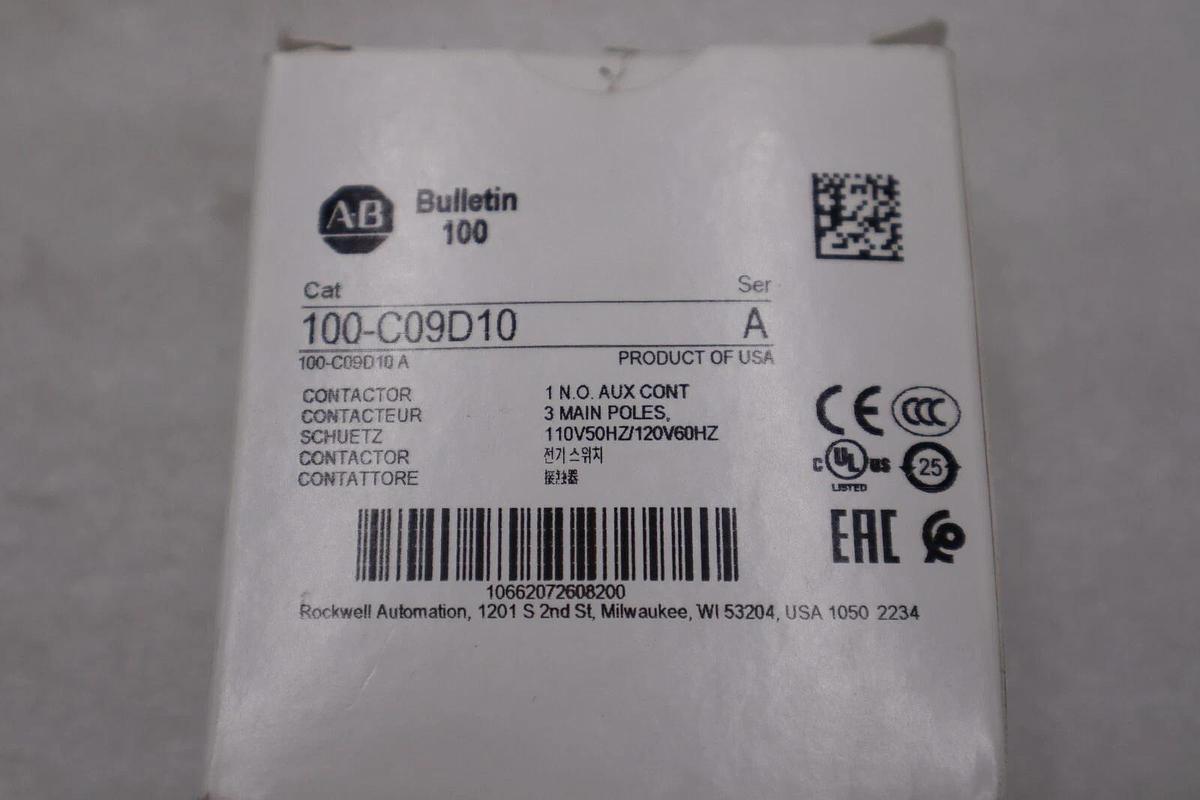 AB
Bulletin
100
Cat
Ser
100-C09D10
A
100-C09D10 A
PRODUCT OF USA
CONTACTOR
1 N.O. AUX CONT
CONTACTEUR
3 MAIN POLES,
SCHUETZ
110V50HZ/120V60HZ
CONTACTOR
전기스위치
CONTATTORE
接触器
CE
CCC
C UL US
LISTED
25
EAC
10662072608200
Rockwell Automation, 1201 S 2nd St, Milwaukee, WI 53204, USA 1050 2234